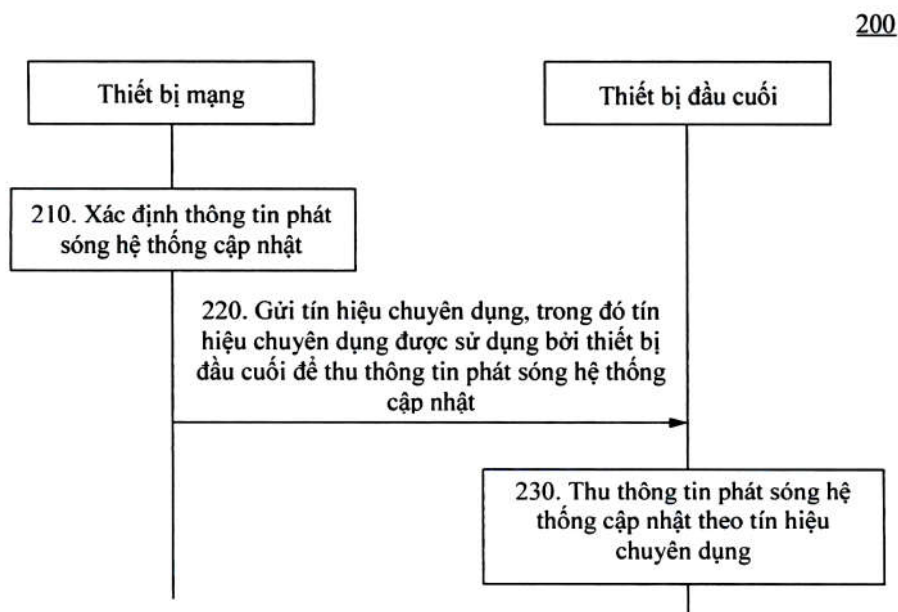 200
Thiết bị mạng
Thiết bị đầu cuối
210. Xác định thông tin phát
sóng hệ thống cập nhật
220. Gửi tín hiệu chuyên dụng, trong đó tín
hiệu chuyên dụng được sử dụng bởi thiết bị
đầu cuối để thu thông tin phát sóng hệ thống
cập nhật
230. Thu thông tin phát sóng hệ
thống cập nhật theo tín hiệu
chuyên dụng